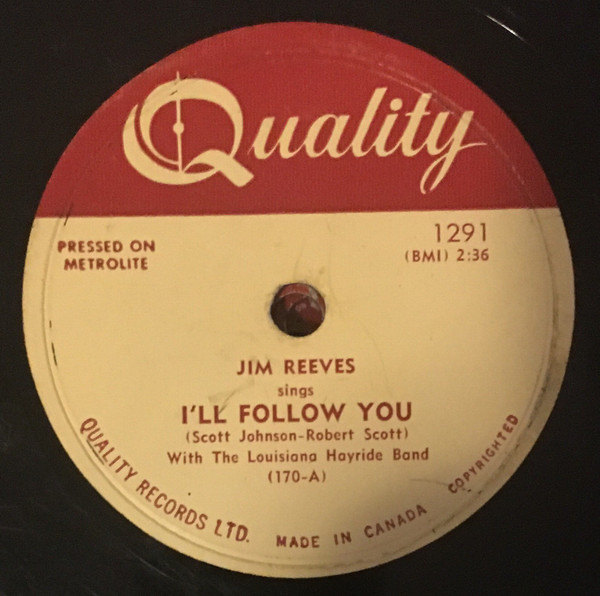 Quality
PRESSED ON
METROLITE
1291
(BMI) 2:36
JIM REEVES
sings
I'LL FOLLOW YOU
(Scott Johnson-Robert Scott)
With The Louisiana Hayride Band
(170-A)
QUALITY RECORDS LTD. MADE IN CANADA COPYRIGHTED